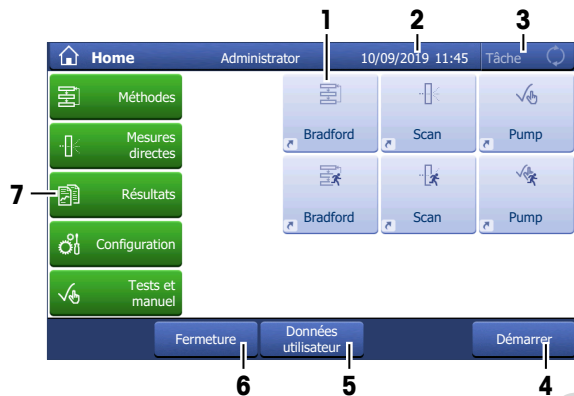 1
2
3
Home
Administrator
10/09/2019 11:45
Tâche
Méthodes
Mesures
directes
7
Résultats
Configuration
Tests et
manuel
Bradford
Scan
Pump
Bradford
Scan
Pump
Fermeture
Données
utilisateur
Démarrer
6
5
4